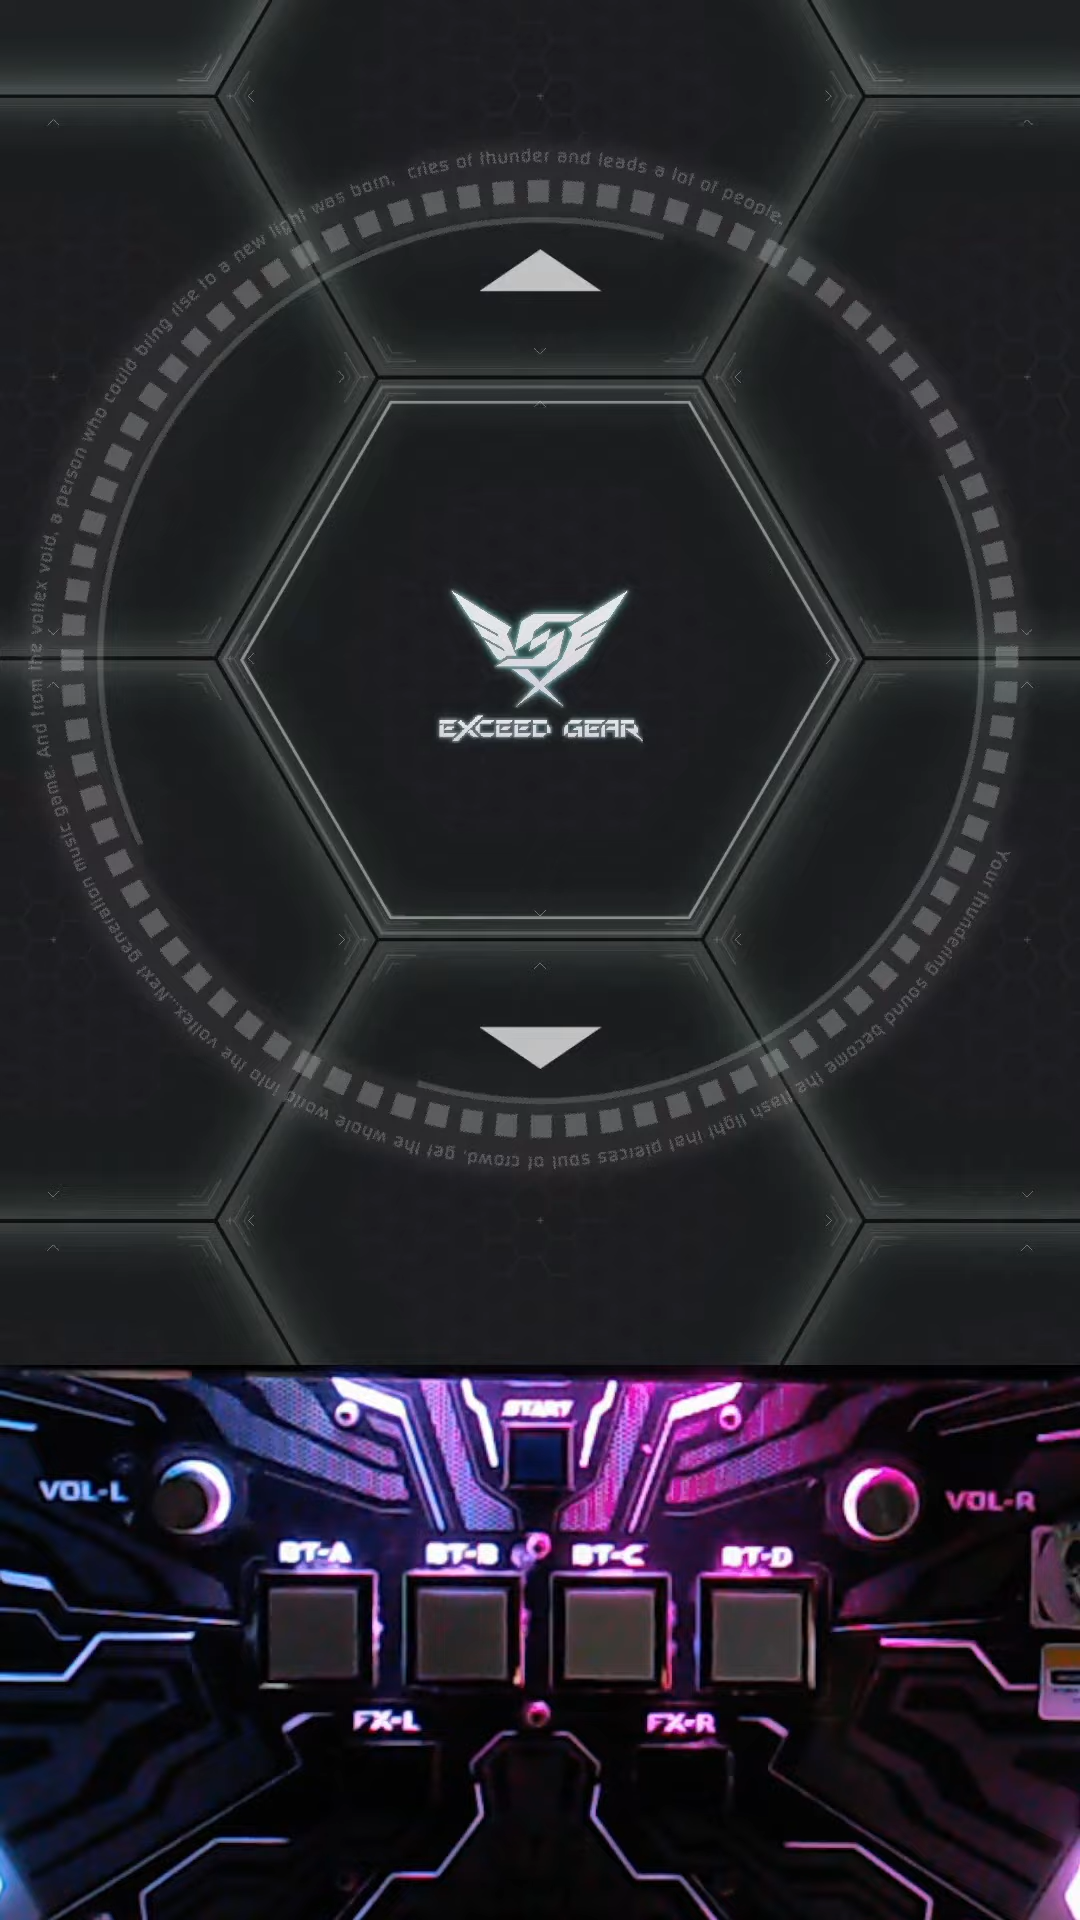 Your thundering sound become the flash light that pierces soul of crowd, get the whole world into the voltex...Next generation music game. And from the voltex void, a person who could bring rise to a new light was born, cries of thunder and leads a lot of people.
EXCEED GEAR
START
VOL-L
VOL-R
BT-A
BT-B
BT-C
BT-D
FX-L
FX-R